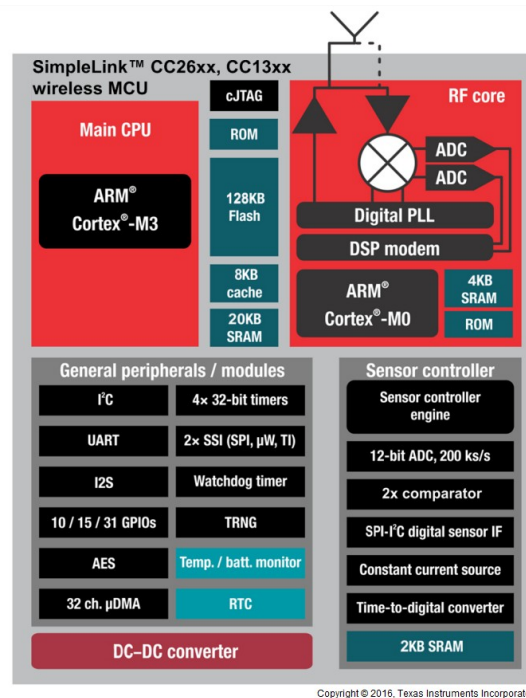 SimpleLink™ CC26xx, CC13xx
wireless MCU
cJTAG
RF core
Main CPU
ROM
ADC
ADC
ARM®
Cortex®-M3
128KB
Flash
Digital PLL
DSP modem
8KB
cache
ARM®
Cortex®-M0
4KB
SRAM
20KB
SRAM
ROM
General peripherals / modules
I²C
4× 32-bit timers
UART
2× SSI (SPI, µW, TI)
I2S
Watchdog timer
10 / 15 / 31 GPIOs
TRNG
AES
Temp. / batt. monitor
32 ch. µDMA
RTC
Sensor controller
Sensor controller
engine
12-bit ADC, 200 ks/s
2x comparator
SPI-I²C digital sensor IF
Constant current source
Time-to-digital converter
2KB SRAM
DC–DC converter
Copyright © 2016, Texas Instruments Incorporat